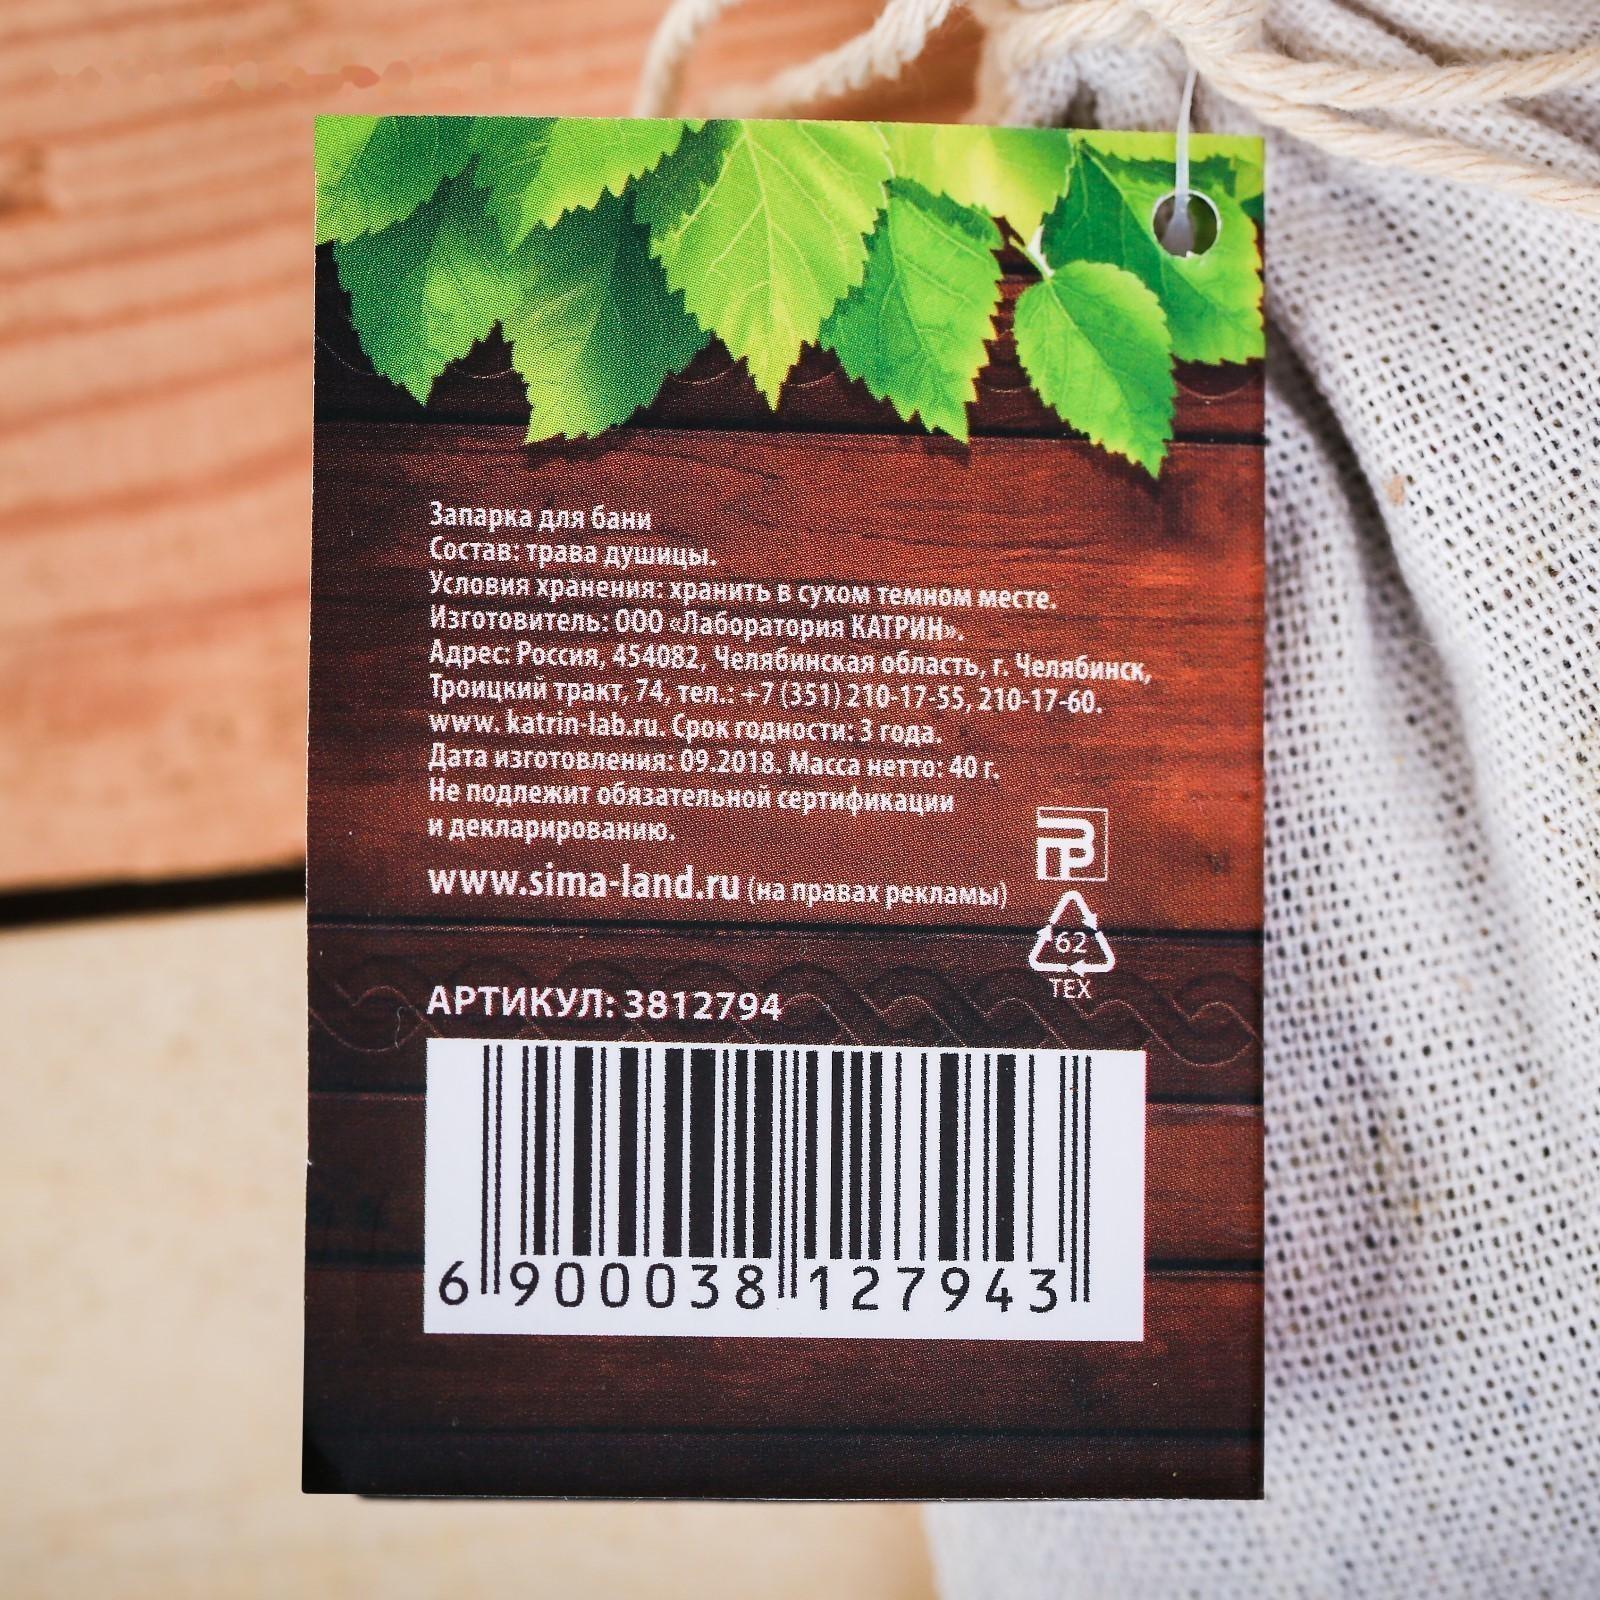 Запарка для бани
Состав: трава душицы.
Условия хранения: хранить в сухом темном месте.
Изготовитель: ООО «Лаборатория КАТРИН».
Адрес: Россия, 454082, Челябинская область, г. Челябинск,
Троицкий тракт, 74, тел.: +7 (351) 210-17-55, 210-17-60.
www. katrin-lab.ru. Срок годности: 3 года.
Дата изготовления: 09.2018. Масса нетто: 40 г.
Не подлежит обязательной сертификации
и декларированию.
www.sima-land.ru (на правах рекламы)
62
TEX
АРТИКУЛ: 3812794
6 900038 127943